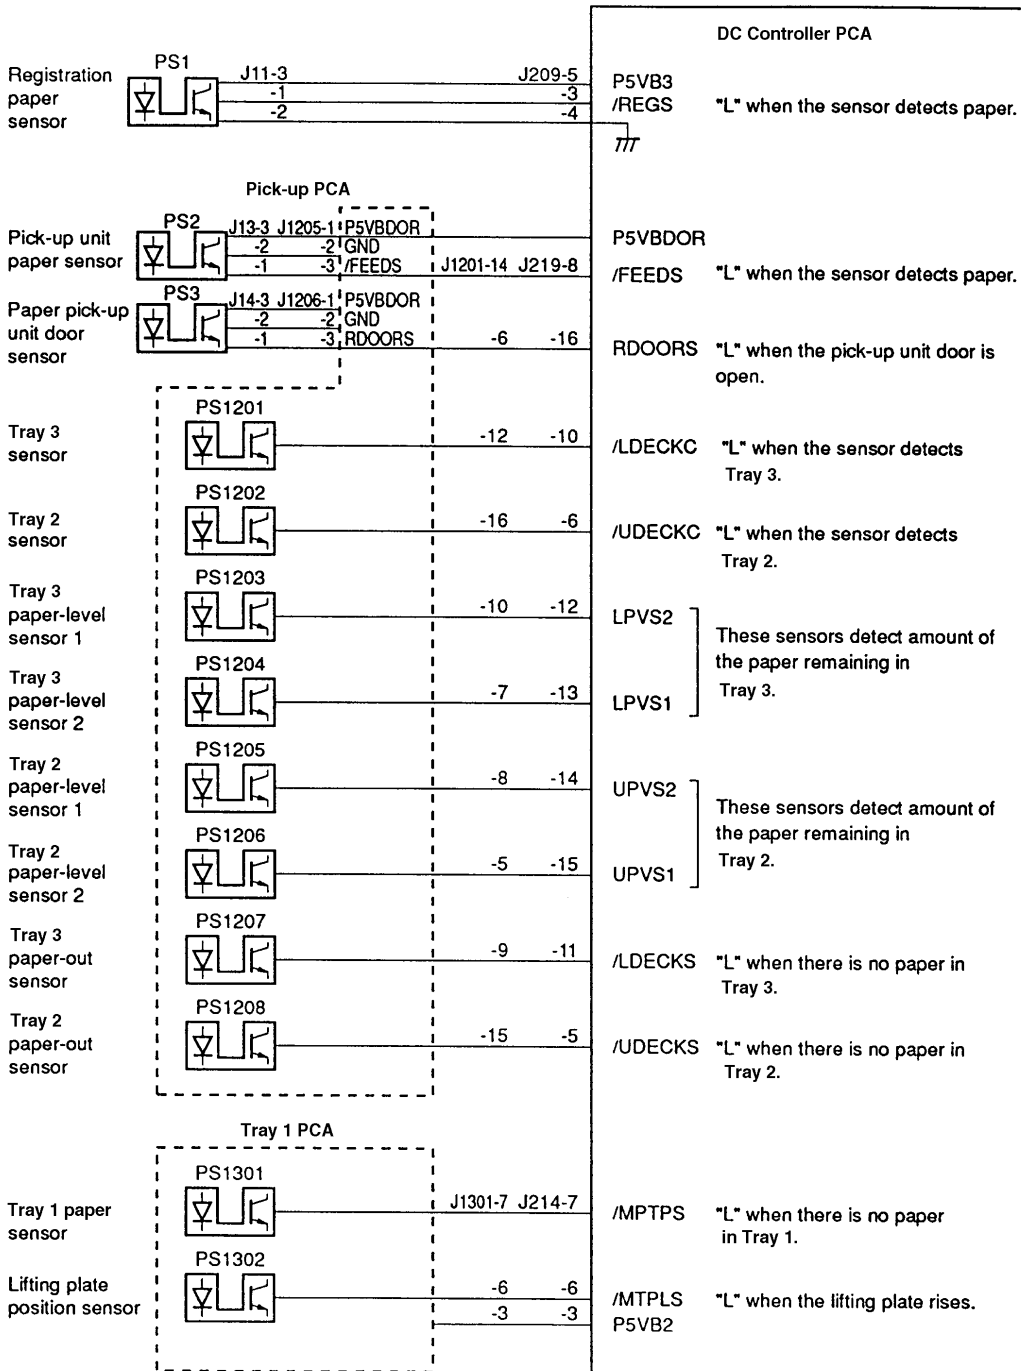 DC Controller PCA
Registration
paper
sensor
PS1
J11-3
-1
-2
J209-5
-3
-4
P5VB3
/REGS
"L" when the sensor detects paper.
Pick-up PCA
Pick-up unit
paper sensor
PS2
J13-3 J1205-1 P5VBDOR
-2 -2 GND
-1 -3 /FEEDS
J1201-14 J219-8
P5VBDOR
/FEEDS
"L" when the sensor detects paper.
Paper pick-up
unit door
sensor
PS3
J14-3 J1206-1 P5VBDOR
-2 -2 GND
-1 -3 RDOORS
-6 -16
RDOORS
"L" when the pick-up unit door is
open.
Tray 3
sensor
PS1201
-12 -10
/LDECKC
"L" when the sensor detects
Tray 3.
Tray 2
sensor
PS1202
-16 -6
/UDECKC
"L" when the sensor detects
Tray 2.
Tray 3
paper-level
sensor 1
PS1203
-10 -12
LPVS2
Tray 3
paper-level
sensor 2
PS1204
-7 -13
LPVS1
These sensors detect amount of
the paper remaining in
Tray 3.
Tray 2
paper-level
sensor 1
PS1205
-8 -14
UPVS2
Tray 2
paper-level
sensor 2
PS1206
-5 -15
UPVS1
These sensors detect amount of
the paper remaining in
Tray 2.
Tray 3
paper-out
sensor
PS1207
-9 -11
/LDECKS
"L" when there is no paper in
Tray 3.
Tray 2
paper-out
sensor
PS1208
-15 -5
/UDECKS
"L" when there is no paper in
Tray 2.
Tray 1 PCA
Tray 1 paper
sensor
PS1301
J1301-7 J214-7
/MPTPS
"L" when there is no paper
in Tray 1.
Lifting plate
position sensor
PS1302
-6 -6
/MTPLS
"L" when the lifting plate rises.
-3 -3
P5VB2